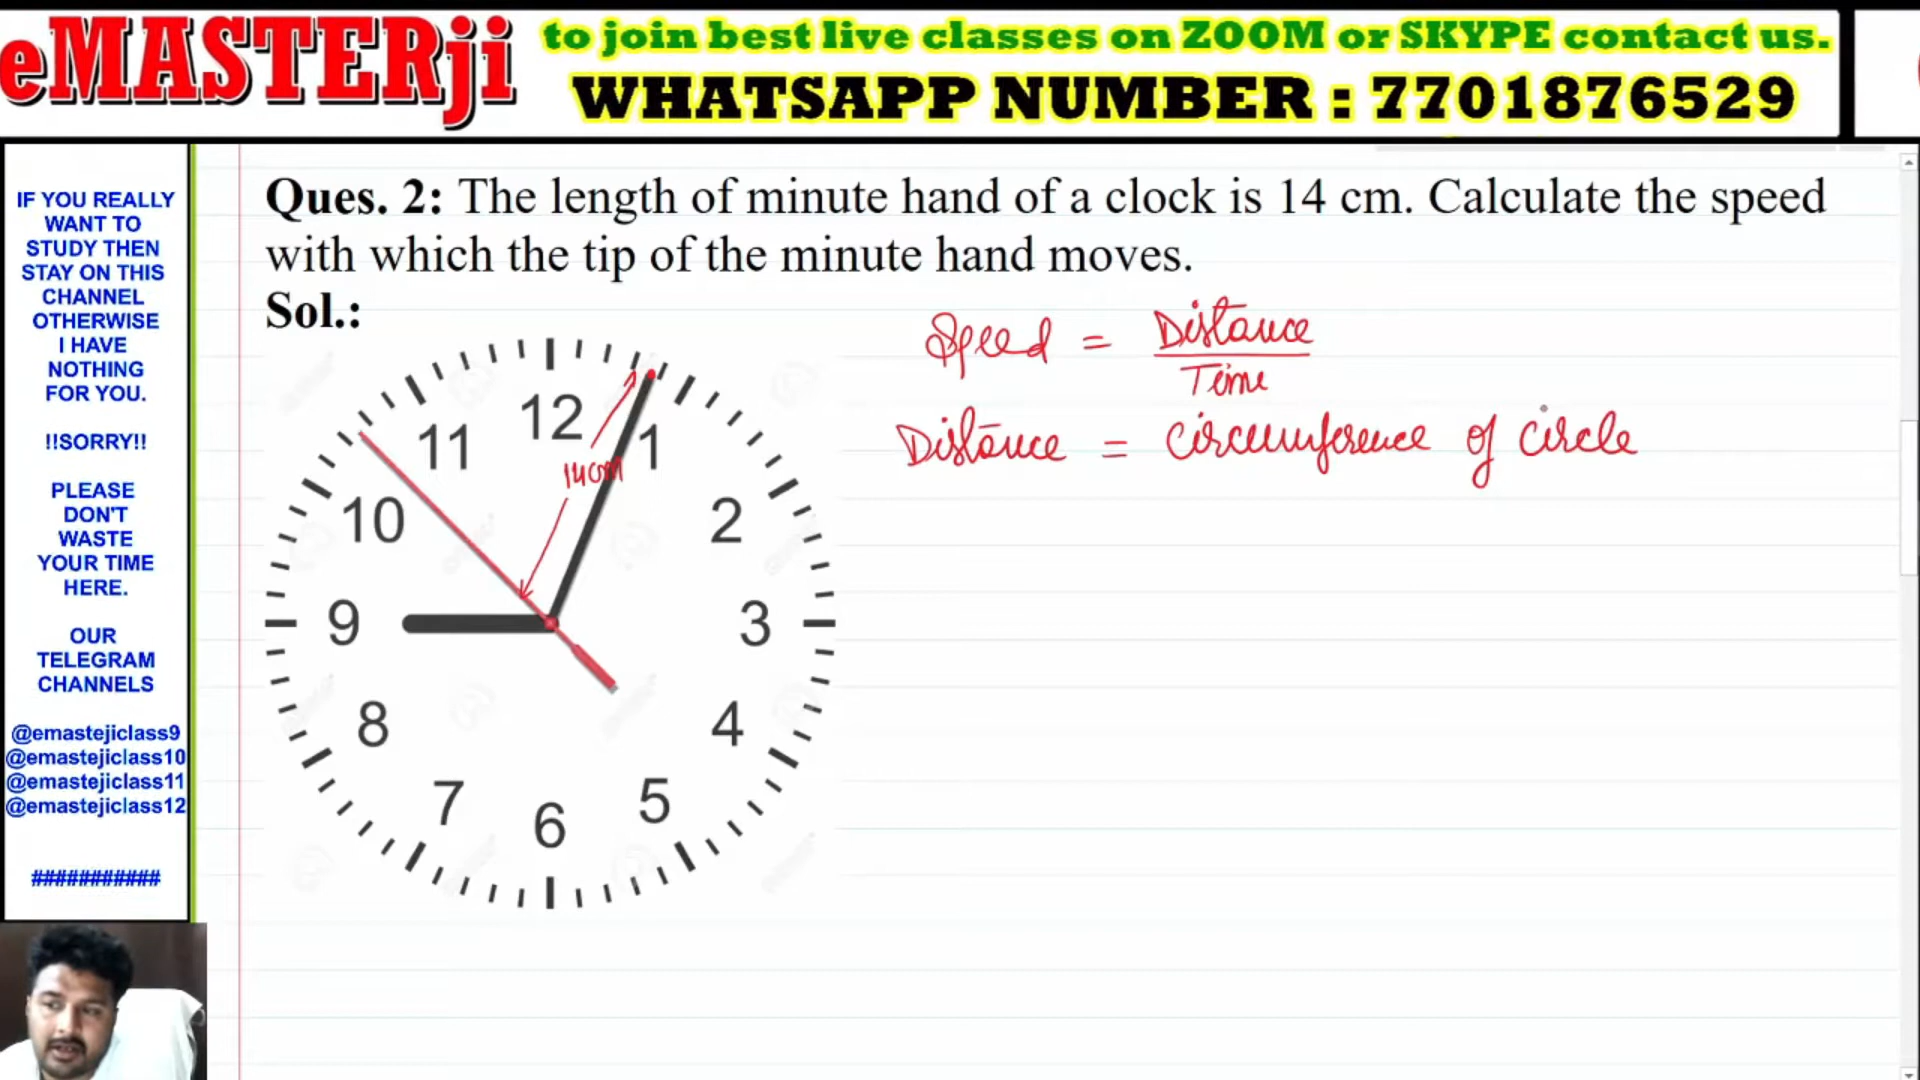 eMASTERji
to join best live classes on ZOOM or SKYPE contact us.
WHATSAPP NUMBER : 7701876529
IF YOU REALLY
WANT TO
STUDY THEN
STAY ON THIS
CHANNEL
OTHERWISE
I HAVE
NOTHING
FOR YOU.
!!SORRY!!
PLEASE
DON'T
WASTE
YOUR TIME
HERE.
OUR
TELEGRAM
CHANNELS
@emastejiclass9
@emastejiclass10
@emastejiclass11
@emastejiclass12
###########
Ques. 2: The length of minute hand of a clock is 14 cm. Calculate the speed
with which the tip of the minute hand moves.
Sol.:
12
11
1
14cm
10
2
9
3
8
4
7
5
6
Speed = Distance
Time
Distance = circumference of circle